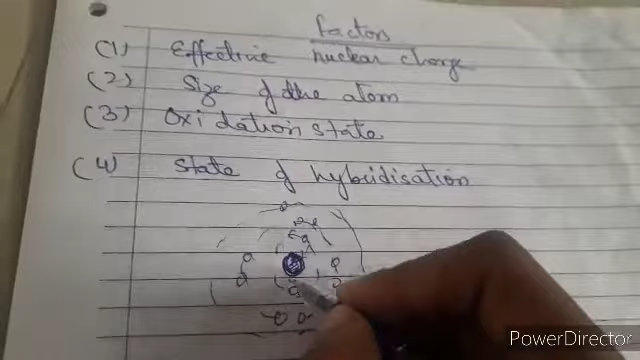 Factors
(1) Effective nuclear charge
(2) Size of the atom
(3) Oxidation state
(4) State of hybridisation
PowerDirector